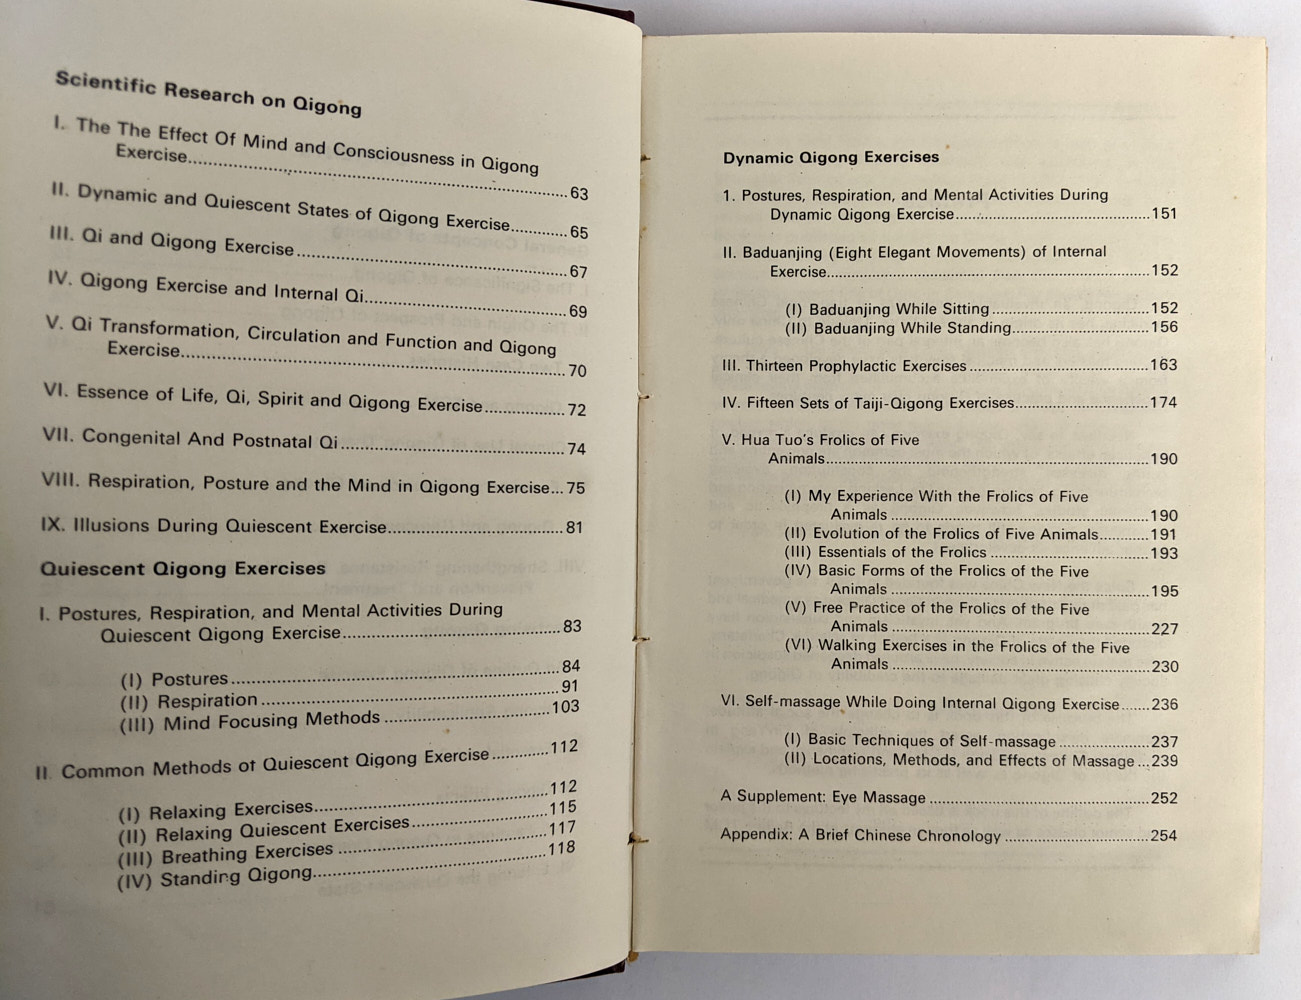 Scientific Research on Qigong
I. The The Effect Of Mind and Consciousness in Qigong
Exercise........................................63
II. Dynamic and Quiescent States of Qigong Exercise............65
III. Qi and Qigong Exercise........................................67
IV. Qigong Exercise and Internal Qi........................................69
V. Qi Transformation, Circulation and Function and Qigong
Exercise........................................70
VI. Essence of Life, Qi, Spirit and Qigong Exercise.................72
VII. Congenital And Postnatal Qi........................................74
VIII. Respiration, Posture and the Mind in Qigong Exercise...75
IX. Illusions During Quiescent Exercise........................................81
Quiescent Qigong Exercises
I. Postures, Respiration, and Mental Activities During
Quiescent Qigong Exercise........................................83
(I) Postures........................................84
(II) Respiration........................................91
(III) Mind Focusing Methods........................................103
II. Common Methods of Quiescent Qigong Exercise............112
(I) Relaxing Exercises........................................112
(II) Relaxing Quiescent Exercises........................................115
(III) Breathing Exercises........................................117
(IV) Standing Qigong........................................118
Dynamic Qigong Exercises
1. Postures, Respiration, and Mental Activities During
Dynamic Qigong Exercise........................................151
II. Baduanjing (Eight Elegant Movements) of Internal
Exercise........................................152
(I) Baduanjing While Sitting........................................152
(II) Baduanjing While Standing........................................156
III. Thirteen Prophylactic Exercises........................................163
IV. Fifteen Sets of Taiji-Qigong Exercises........................................174
V. Hua Tuo's Frolics of Five
Animals........................................190
(I) My Experience With the Frolics of Five
Animals........................................190
(II) Evolution of the Frolics of Five Animals............191
(III) Essentials of the Frolics........................................193
(IV) Basic Forms of the Frolics of the Five
Animals........................................195
(V) Free Practice of the Frolics of the Five
Animals........................................227
(VI) Walking Exercises in the Frolics of the Five
Animals........................................230
VI. Self-massage While Doing Internal Qigong Exercise.......236
(I) Basic Techniques of Self-massage......................237
(II) Locations, Methods, and Effects of Massage...239
A Supplement: Eye Massage........................................252
Appendix: A Brief Chinese Chronology........................................254